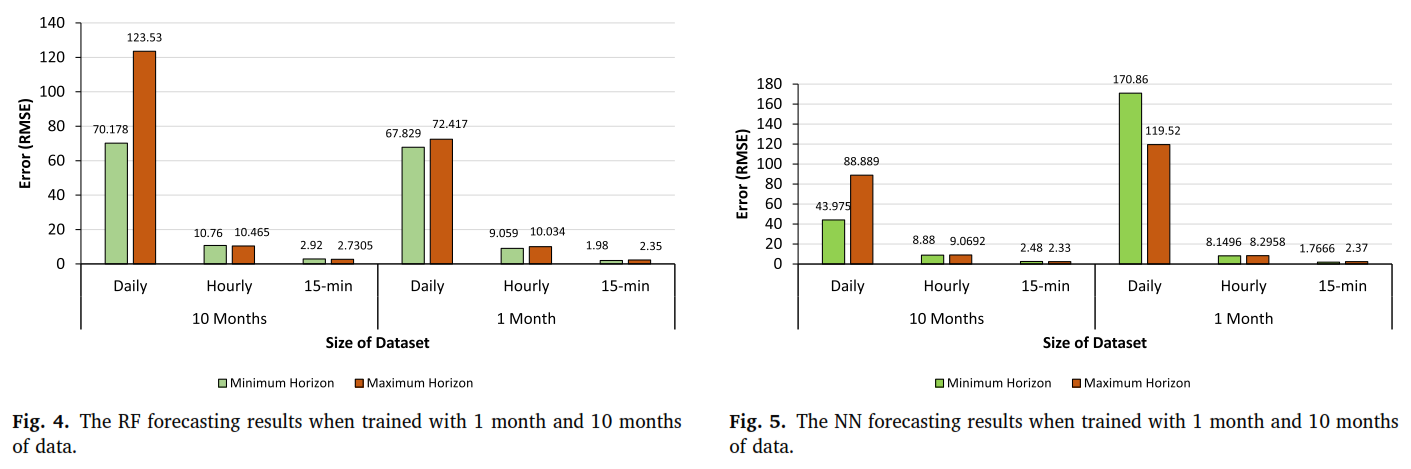 140
120
100
80
60
40
20
0
Error (RMSE)
123.53
70.178
10.76 10.465
2.92 2.7305
67.829 72.417
9.059 10.034
1.98 2.35
Daily Hourly 15-min Daily Hourly 15-min
10 Months 1 Month
Size of Dataset
Minimum Horizon Maximum Horizon
Fig. 4. The RF forecasting results when trained with 1 month and 10 months
of data.
180
160
140
120
100
80
60
40
20
0
Error (RMSE)
43.975 88.889
8.88 9.0692
2.48 2.33
170.86
119.52
8.1496 8.2958
1.7666 2.37
Daily Hourly 15-min Daily Hourly 15-min
10 Months 1 Month
Size of Dataset
Minimum Horizon Maximum Horizon
Fig. 5. The NN forecasting results when trained with 1 month and 10 months
of data.